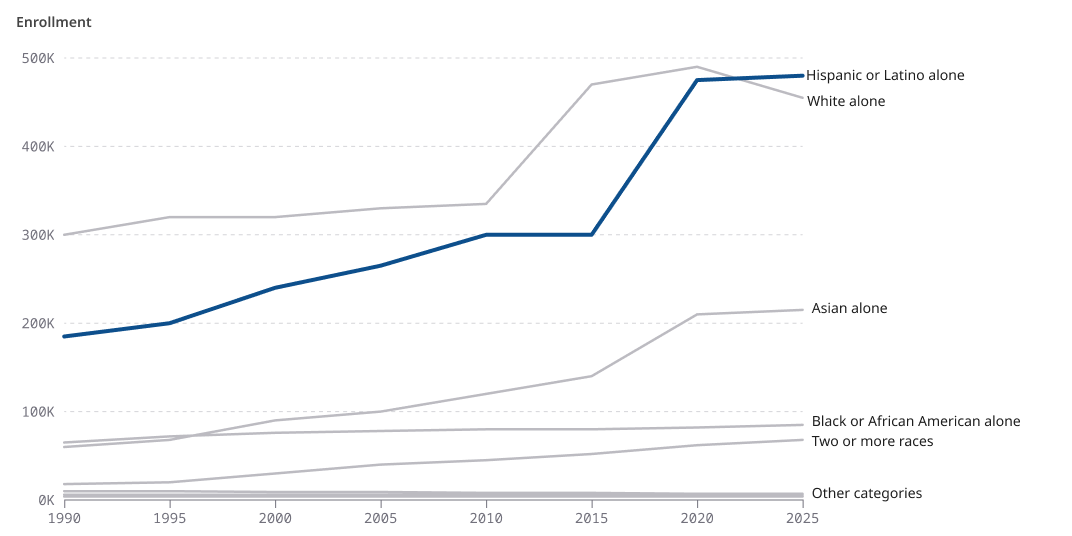 Enrollment
500K
Hispanic or Latino alone
White alone
400K
300K
Asian alone
200K
100K
Black or African American alone
Two or more races
Other categories
0K
1990 1995 2000 2005 2010 2015 2020 2025